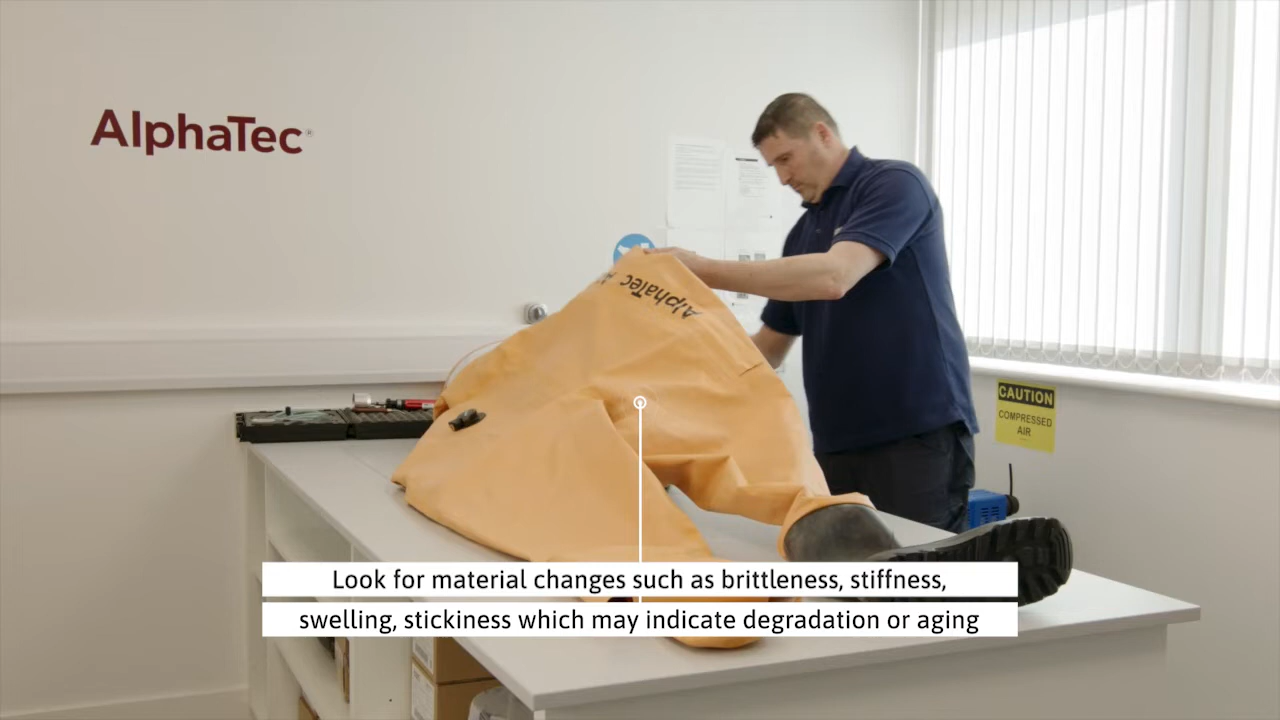 AlphaTec®
AlphaTec
CAUTION
COMPRESSED
AIR
Look for material changes such as brittleness, stiffness,
swelling, stickiness which may indicate degradation or aging